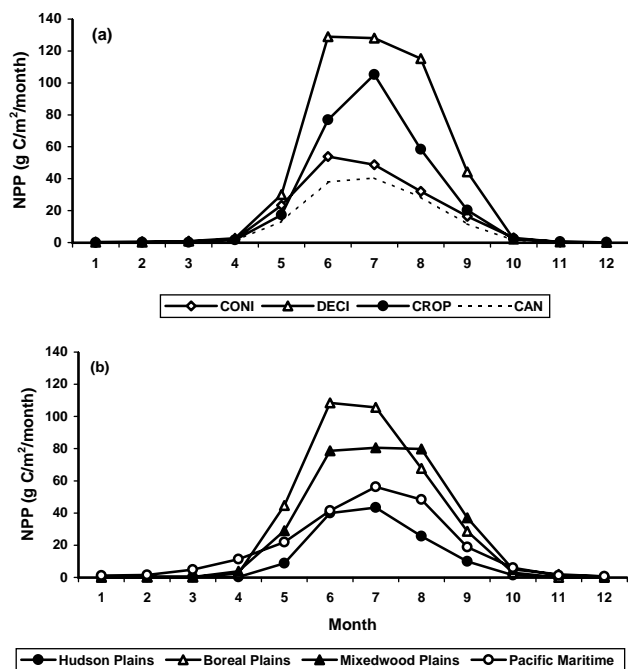 (a)
NPP (g C/m²/month)
140
120
100
80
60
40
20
0
1 2 3 4 5 6 7 8 9 10 11 12
CONI DECI CROP CAN
(b)
NPP (g C/m²/month)
140
120
100
80
60
40
20
0
1 2 3 4 5 6 7 8 9 10 11 12
Month
Hudson Plains Boreal Plains Mixedwood Plains Pacific Maritime